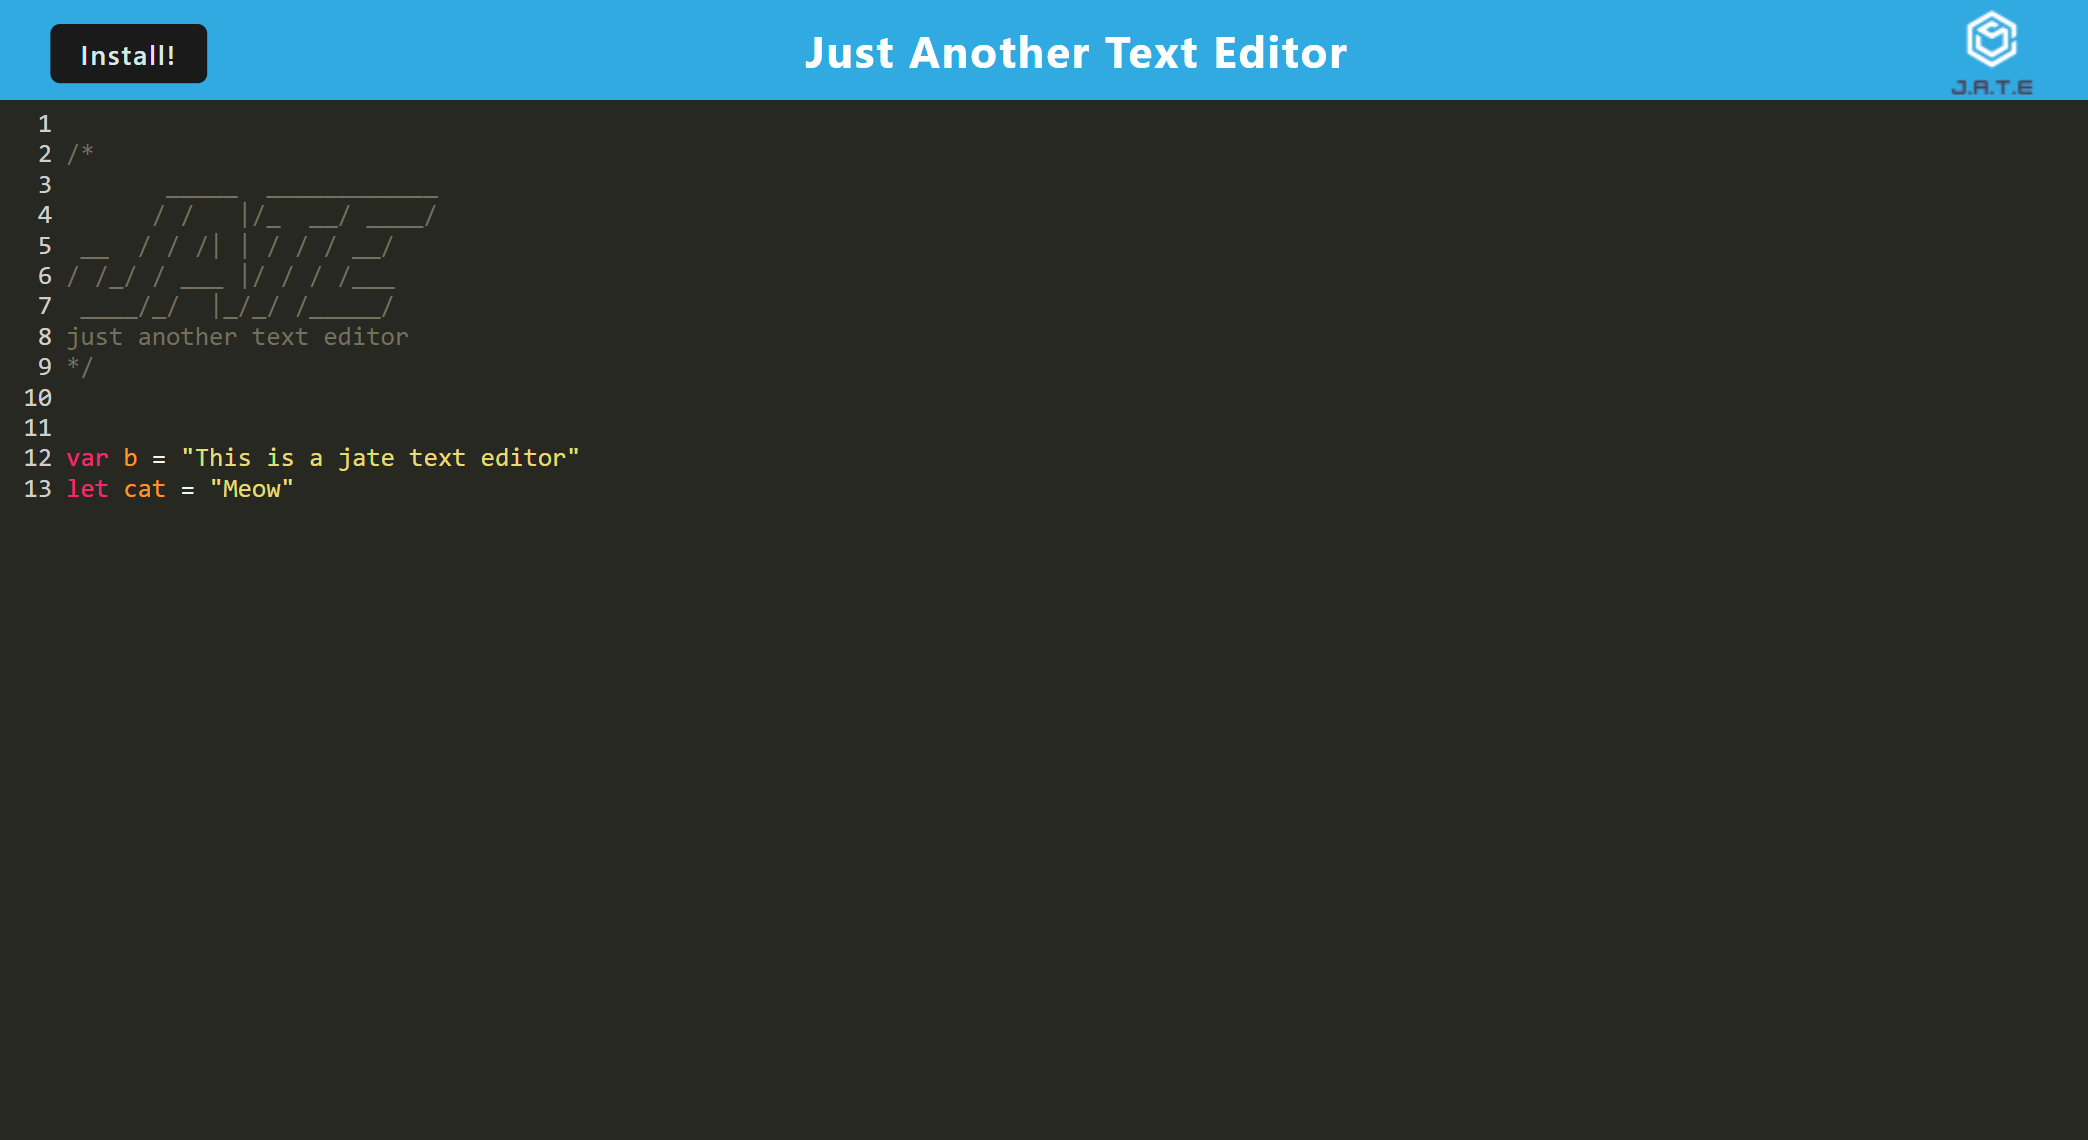 Install!
Just Another Text Editor
J.A.T.E
1
2 /*
3        _____  ____________
4       / /   |/_  __/ ____/
5  __  / / /| | / / / __/
6 / /_/ / ___ |/ / / /___
7  ____/_/  |_/_/ /_____/
8 just another text editor
9 */
10
11
12 var b = "This is a jate text editor"
13 let cat = "Meow"